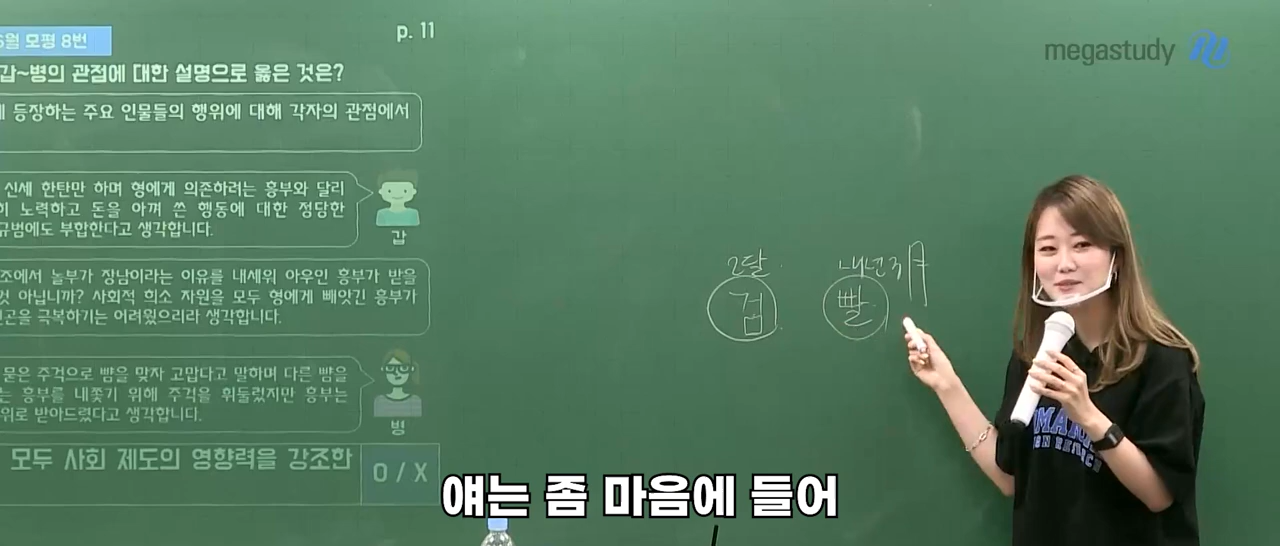 6월 모평 8번
p. 11
megastudy
갑~병의 관점에 대한 설명으로 옳은 것은?
등장하는 주요 인물들의 행위에 대해 각자의 관점에서
신세 한탄만 하며 형에게 의존하려는 흥부와 달리
노력하고 돈을 아껴 쓴 행동에 대한 정당한
규범에도 부합한다고 생각합니다.
갑
조에서 놀부가 장남이라는 이유를 내세워 아우인 흥부가 받을
것 아닙니까? 사회적 희소 자원을 모두 형에게 빼앗긴 흥부가
빈곤을 극복하기는 어려웠으리라 생각합니다.
묻은 주걱으로 뺨을 맞자 고맙다고 말하며 다른 뺨을
는 흥부를 내쫓기 위해 주걱을 휘둘렀지만 흥부는
위로 받아드렸다고 생각합니다.
병
모두 사회 제도의 영향력을 강조한
O / X
2달
검
내년
빨
얘는 좀 마음에 들어